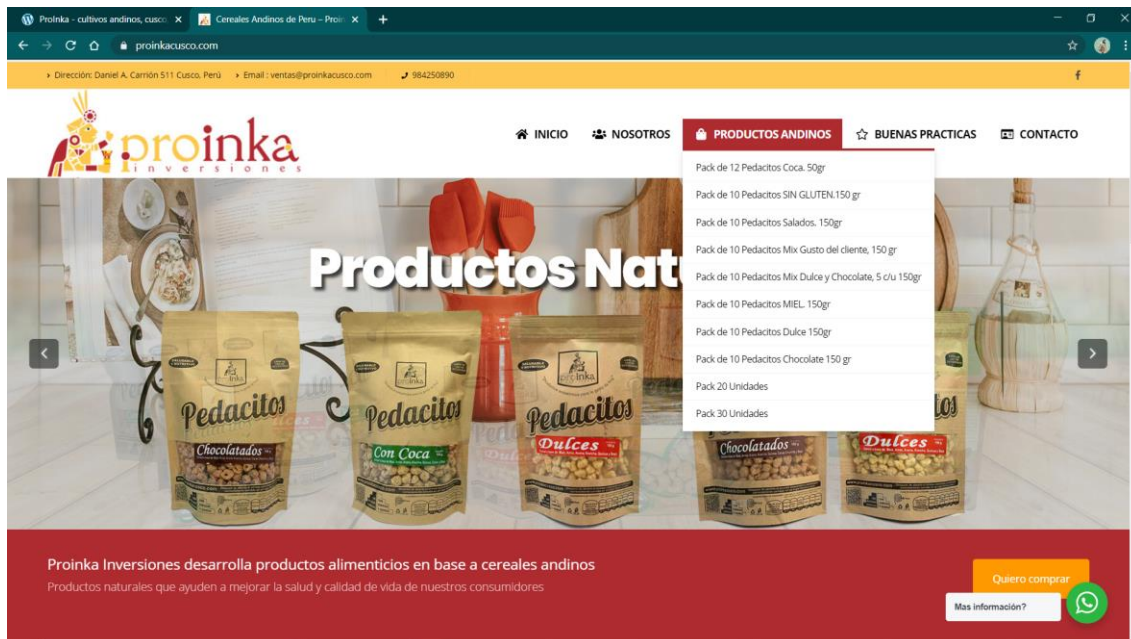 ProInka - cultivos andinos, cusco
Cereales Andinos de Peru – Proin
proinkacusco.com
Dirección: Daniel A. Carrión 511 Cusco, Perú
Email : ventas@proinkacusco.com
984250890
proinka
inversiones
INICIO
NOSOTROS
PRODUCTOS ANDINOS
BUENAS PRACTICAS
CONTACTO
Pack de 12 Pedacitos Coca. 50gr
Pack de 10 Pedacitos SIN GLUTEN.150 gr
Pack de 10 Pedacitos Salados. 150gr
Pack de 10 Pedacitos Mix Gusto del cliente, 150 gr
Pack de 10 Pedacitos Mix Dulce y Chocolate, 5 c/u 150gr
Pack de 10 Pedacitos MIEL. 150gr
Pack de 10 Pedacitos Dulce 150gr
Pack de 10 Pedacitos Chocolate 150 gr
Pack 20 Unidades
Pack 30 Unidades
Productos Nat
Pedacitos
Chocolatados
Pedacitos
Con Coca
Pedacitos
Dulces
Chocolatados
Dulces
Proinka Inversiones desarrolla productos alimenticios en base a cereales andinos
Productos naturales que ayuden a mejorar la salud y calidad de vida de nuestros consumidores
Quiero comprar
Mas información?